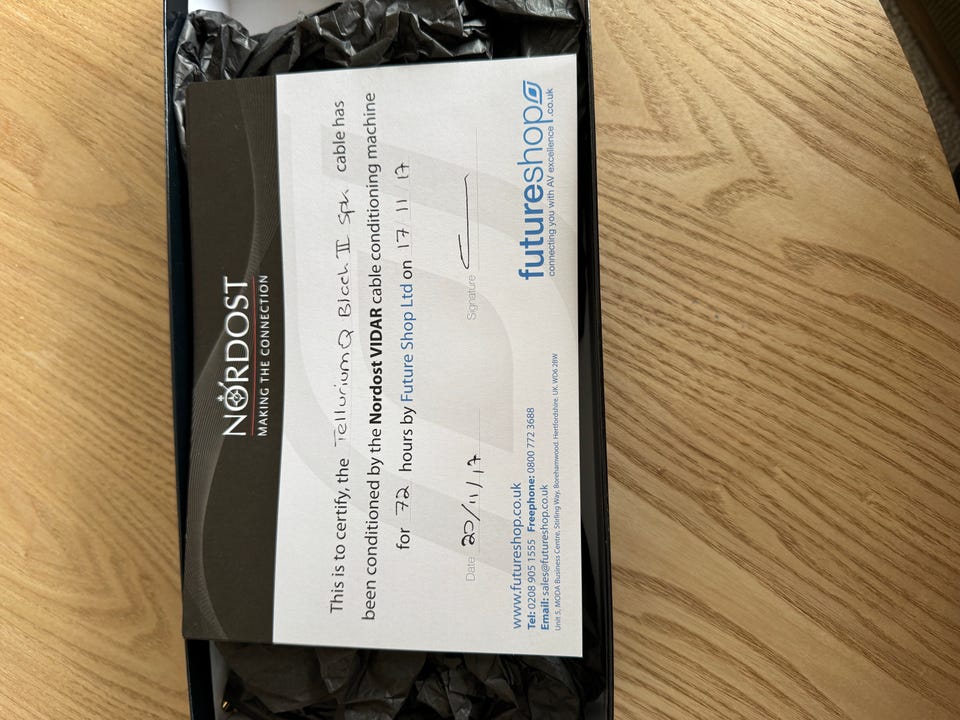 NORDOST
MAKING THE CONNECTION
This is to certify, the Tellurium Q Black II Spk cable has
been conditioned by the Nordost VIDAR cable conditioning machine
for 72 hours by Future Shop Ltd on 17/11/17
Date 20/11/17 Signature
www.futureshop.co.uk
Tel: 0208 905 1555 Freephone: 0800 772 3688
Email: sales@futureshop.co.uk
Unit 5, MODA Business Centre, Stirling Way, Borehamwood, Hertfordshire, UK, WD6 2BW
futureshop
connecting you with AV excellence .co.uk